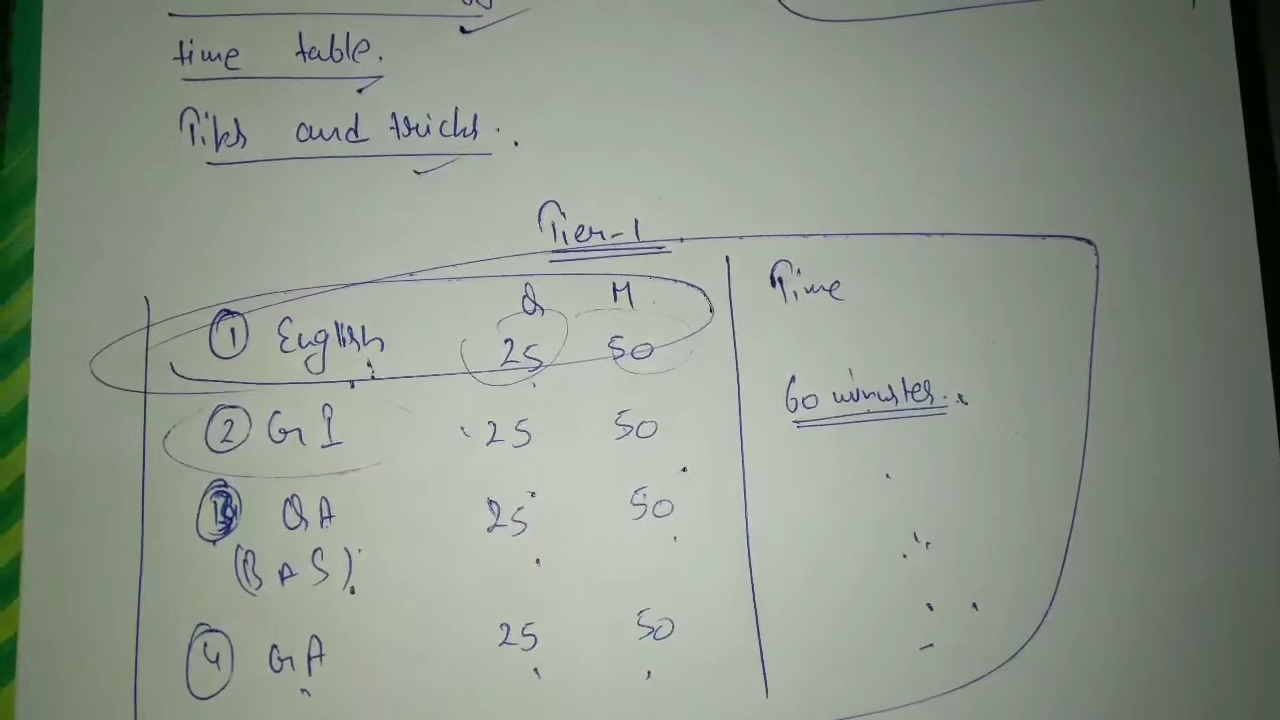 time table.
Tips and tricks.
Tier-1
Q M Time
① English 25 50
60 minutes.
② GI 25 50
③ QA 25 50
(BAS)
④ GA 25 50